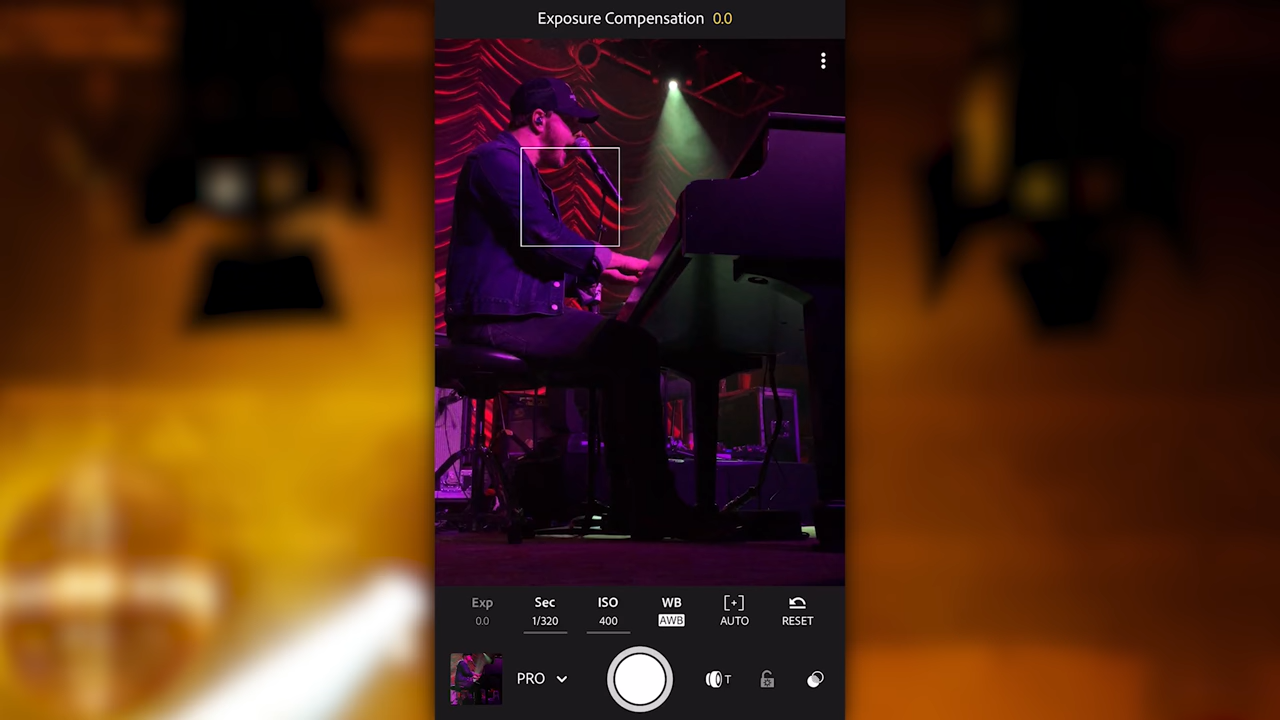 Exposure Compensation 0.0
Exp Sec ISO WB [+] 
0.0 1/320 400 AWB AUTO RESET
PRO T